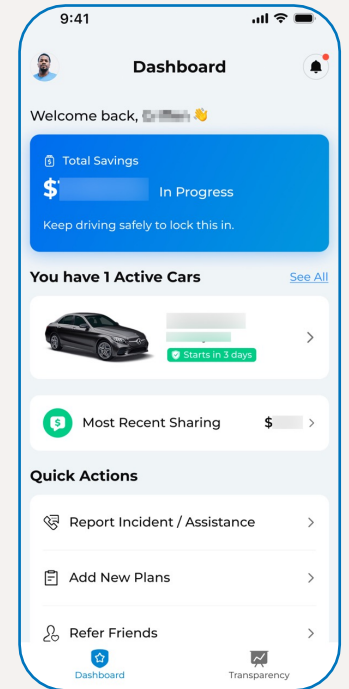 9:41
Dashboard
Welcome back,
Total Savings
$ In Progress
Keep driving safely to lock this in.
You have 1 Active Cars See All
Starts in 3 days
Most Recent Sharing $
Quick Actions
Report Incident / Assistance
Add New Plans
Refer Friends
Dashboard Transparency